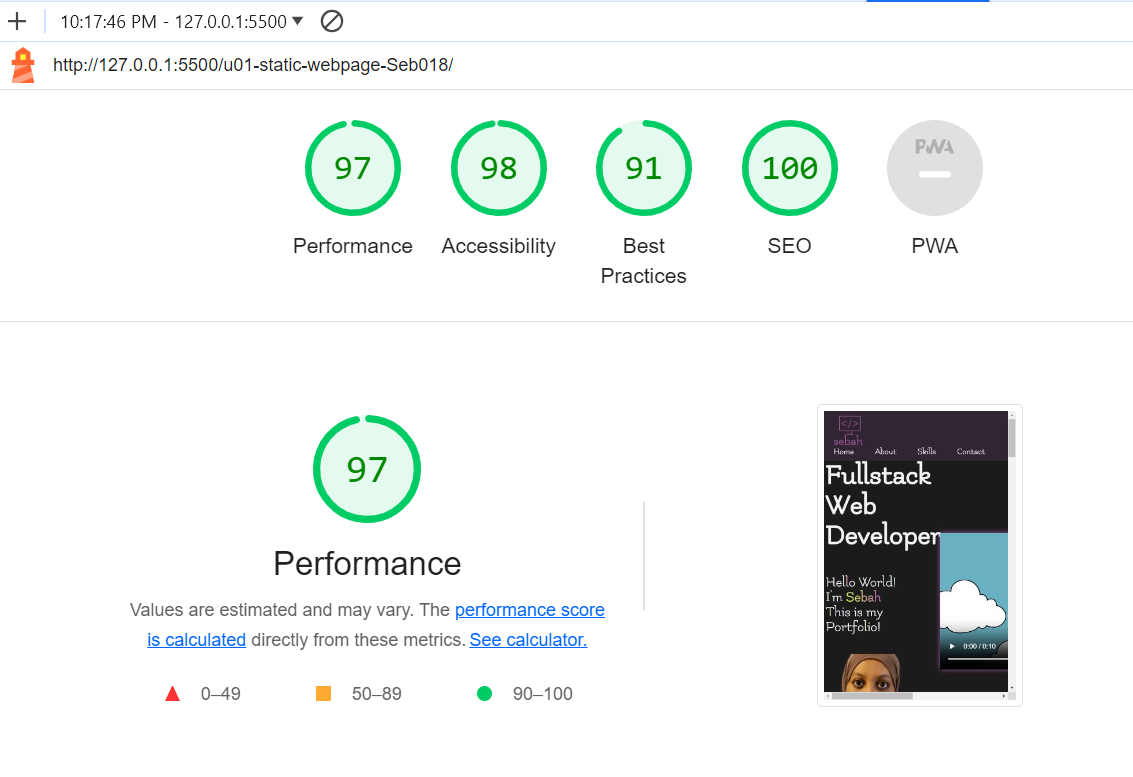 10:17:46 PM - 127.0.0.1:5500
http://127.0.0.1:5500/u01-static-webpage-Seb018/
97
98
91
100
PWA
Performance
Accessibility
Best
Practices
SEO
PWA
97
Performance
Values are estimated and may vary. The performance score
is calculated directly from these metrics. See calculator.
0–49
50–89
90–100
</>
sebah
Home About Skills Contact
Fullstack
Web
Developer
Hello World!
I'm Sebah
This is my
Portfolio!
0:00 / 0:10